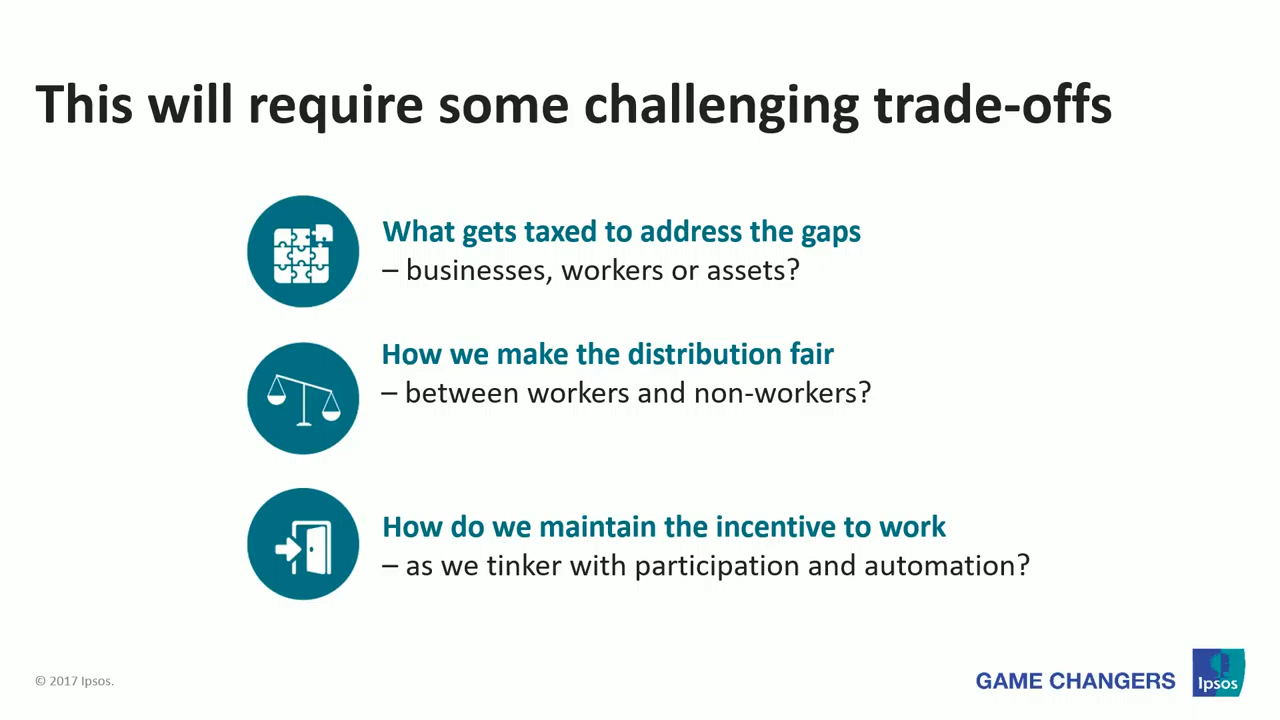 This will require some challenging trade-offs
What gets taxed to address the gaps
– businesses, workers or assets?
How we make the distribution fair
– between workers and non-workers?
How do we maintain the incentive to work
– as we tinker with participation and automation?
© 2017 Ipsos.
GAME CHANGERS
Ipsos